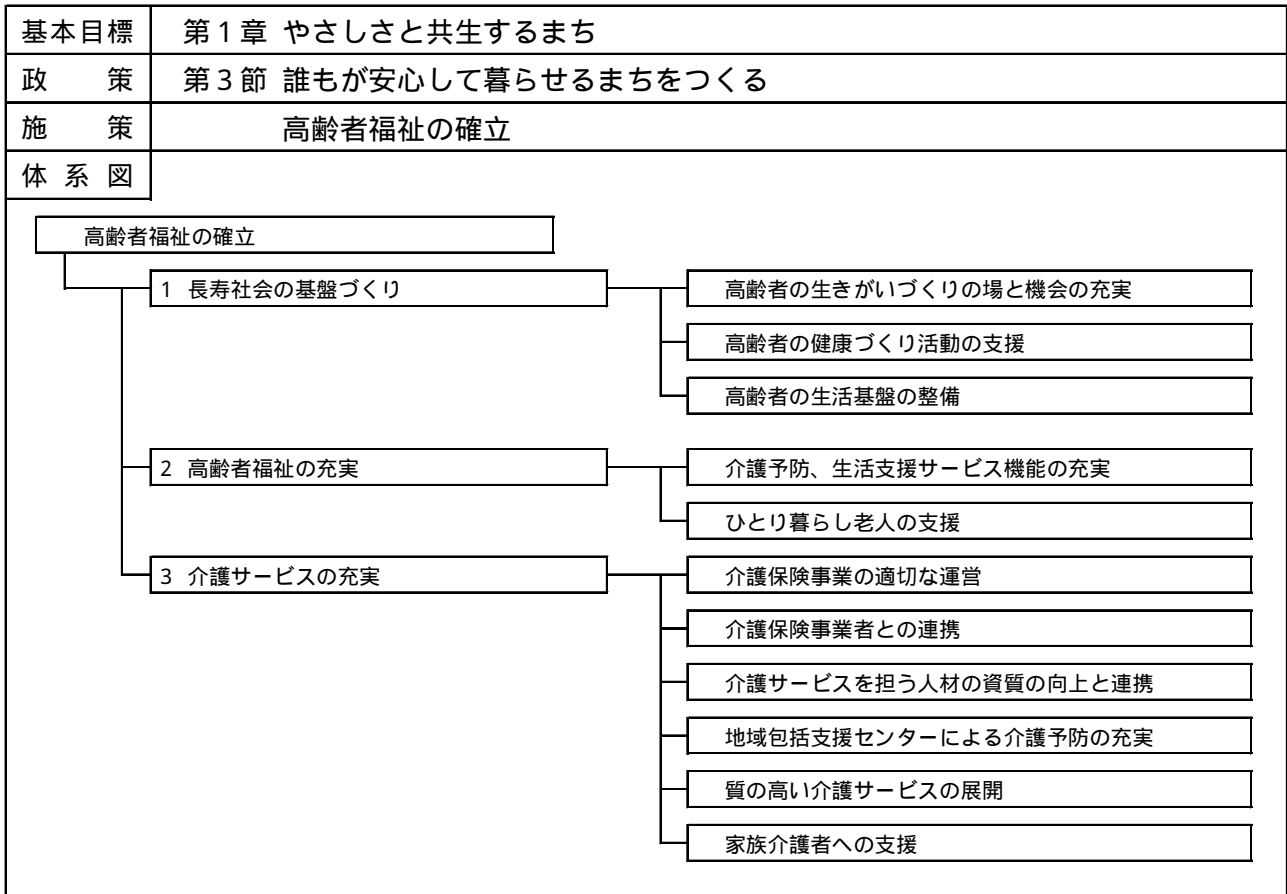 基本目標 第1章 やさしさと共生するまち
政策 第3節 誰もが安心して暮らせるまちをつくる
施策 高齢者福祉の確立
体系図
高齢者福祉の確立
1 長寿社会の基盤づくり
高齢者の生きがいづくりの場と機会の充実
高齢者の健康づくり活動の支援
高齢者の生活基盤の整備
2 高齢者福祉の充実
介護予防、生活支援サービス機能の充実
ひとり暮らし老人の支援
3 介護サービスの充実
介護保険事業の適切な運営
介護保険事業者との連携
介護サービスを担う人材の資質の向上と連携
地域包括支援センターによる介護予防の充実
質の高い介護サービスの展開
家族介護者への支援